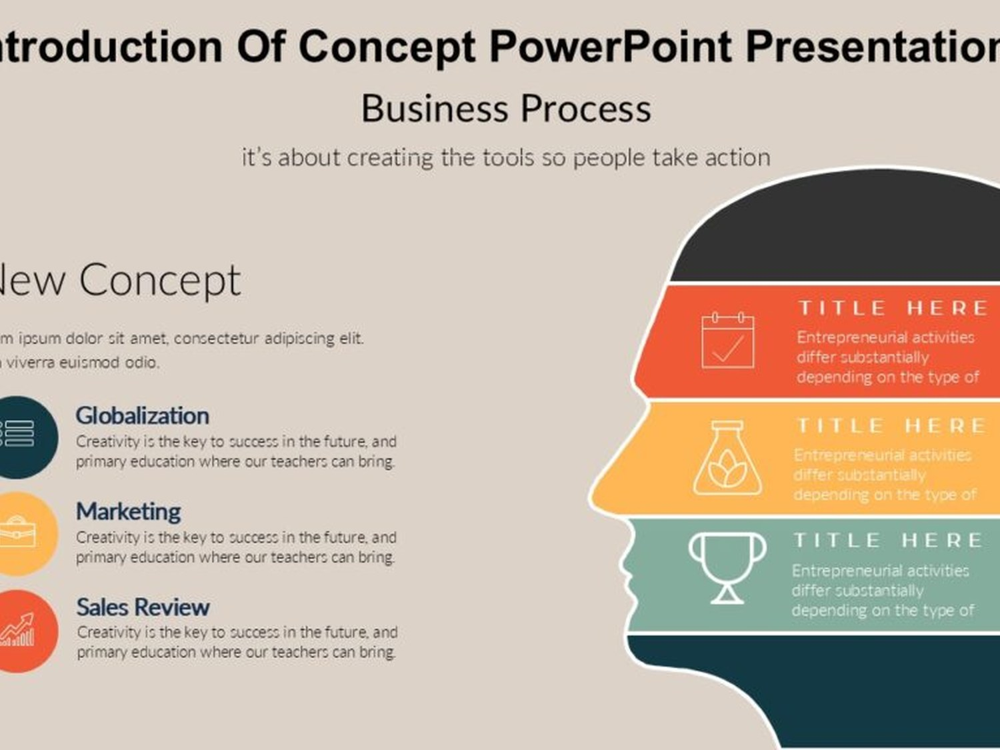 ntroduction Of Concept PowerPoint Presentation
Business Process
it's about creating the tools so people take action
New Concept
m ipsum dolor sit amet, consectetur adipiscing elit.
viverra euismod odio.
Globalization
Creativity is the key to success in the future, and
primary education where our teachers can bring.
Marketing
Creativity is the key to success in the future, and
primary education where our teachers can bring.
Sales Review
Creativity is the key to success in the future, and
primary education where our teachers can bring.
TITLE HERE
Entrepreneurial activities
differ substantially
depending on the type of
TITLE HERE
Entrepreneurial activities
differ substantially
depending on the type of
TITLE HERE
Entrepreneurial activities
differ substantially
depending on the type of